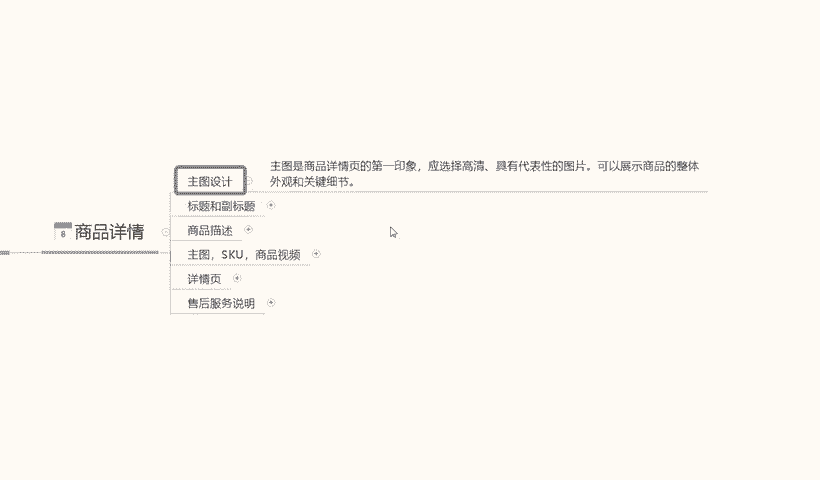 主图是商品详情页的第一印象，应选择高清、具有代表性的图片。可以展示商品的整体
外观和关键细节。
主图设计
标题和副标题
8 商品详情
商品描述
主图，SKU，商品视频
详情页
售后服务说明